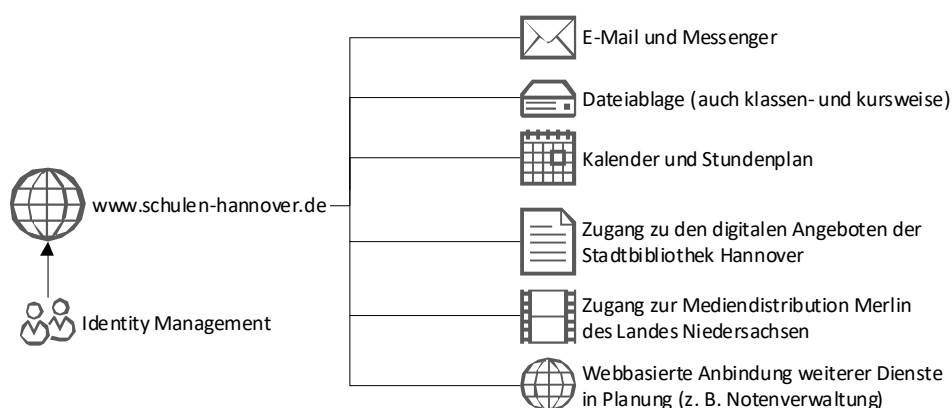 E-Mail und Messenger
Dateiablage (auch klassen- und kursweise)
Kalender und Stundenplan
www.schulen-hannover.de
Zugang zu den digitalen Angeboten der
Stadtbibliothek Hannover
Identity Management
Zugang zur Mediendistribution Merlin
des Landes Niedersachsen
Webbasierte Anbindung weiterer Dienste
in Planung (z. B. Notenverwaltung)